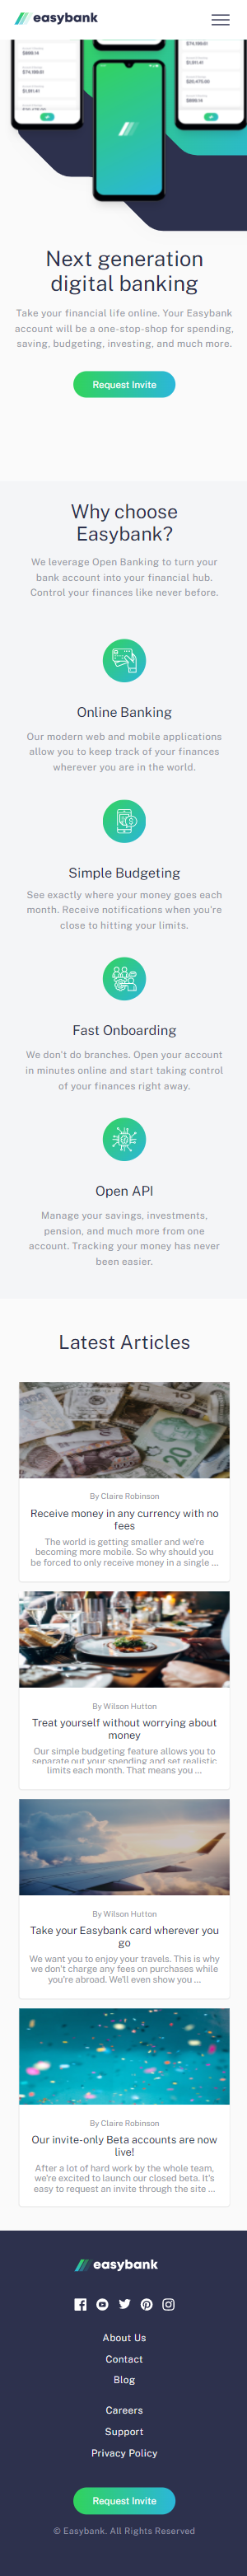 easybank
Next generation
digital banking
Take your financial life online. Your Easybank
account will be a one-stop-shop for spending,
saving, budgeting, investing, and much more.
Request Invite
Why choose
Easybank?
We leverage Open Banking to turn your
bank account into your financial hub.
Control your finances like never before.
Online Banking
Our modern web and mobile applications
allow you to keep track of your finances
wherever you are in the world.
Simple Budgeting
See exactly where your money goes each
month. Receive notifications when you're
close to hitting your limits.
Fast Onboarding
We don't do branches. Open your account
in minutes online and start taking control
of your finances right away.
Open API
Manage your savings, investments,
pension, and much more from one
account. Tracking your money has never
been easier.
Latest Articles
By Claire Robinson
Receive money in any currency with no
fees
The world is getting smaller and we're
becoming more mobile. So why should you
be forced to only receive money in a single ...
By Wilson Hutton
Treat yourself without worrying about
money
Our simple budgeting feature allows you to
separate out your spending and set realistic
limits each month. That means you ...
By Wilson Hutton
Take your Easybank card wherever you
go
We want you to enjoy your travels. This is why
we don't charge any fees on purchases while
you're abroad. We'll even show you ...
By Claire Robinson
Our invite-only Beta accounts are now
live!
After a lot of hard work by the whole team,
we're excited to launch our closed beta. It's
easy to request an invite through the site ...
easybank
About Us
Contact
Blog
Careers
Support
Privacy Policy
Request Invite
© Easybank. All Rights Reserved